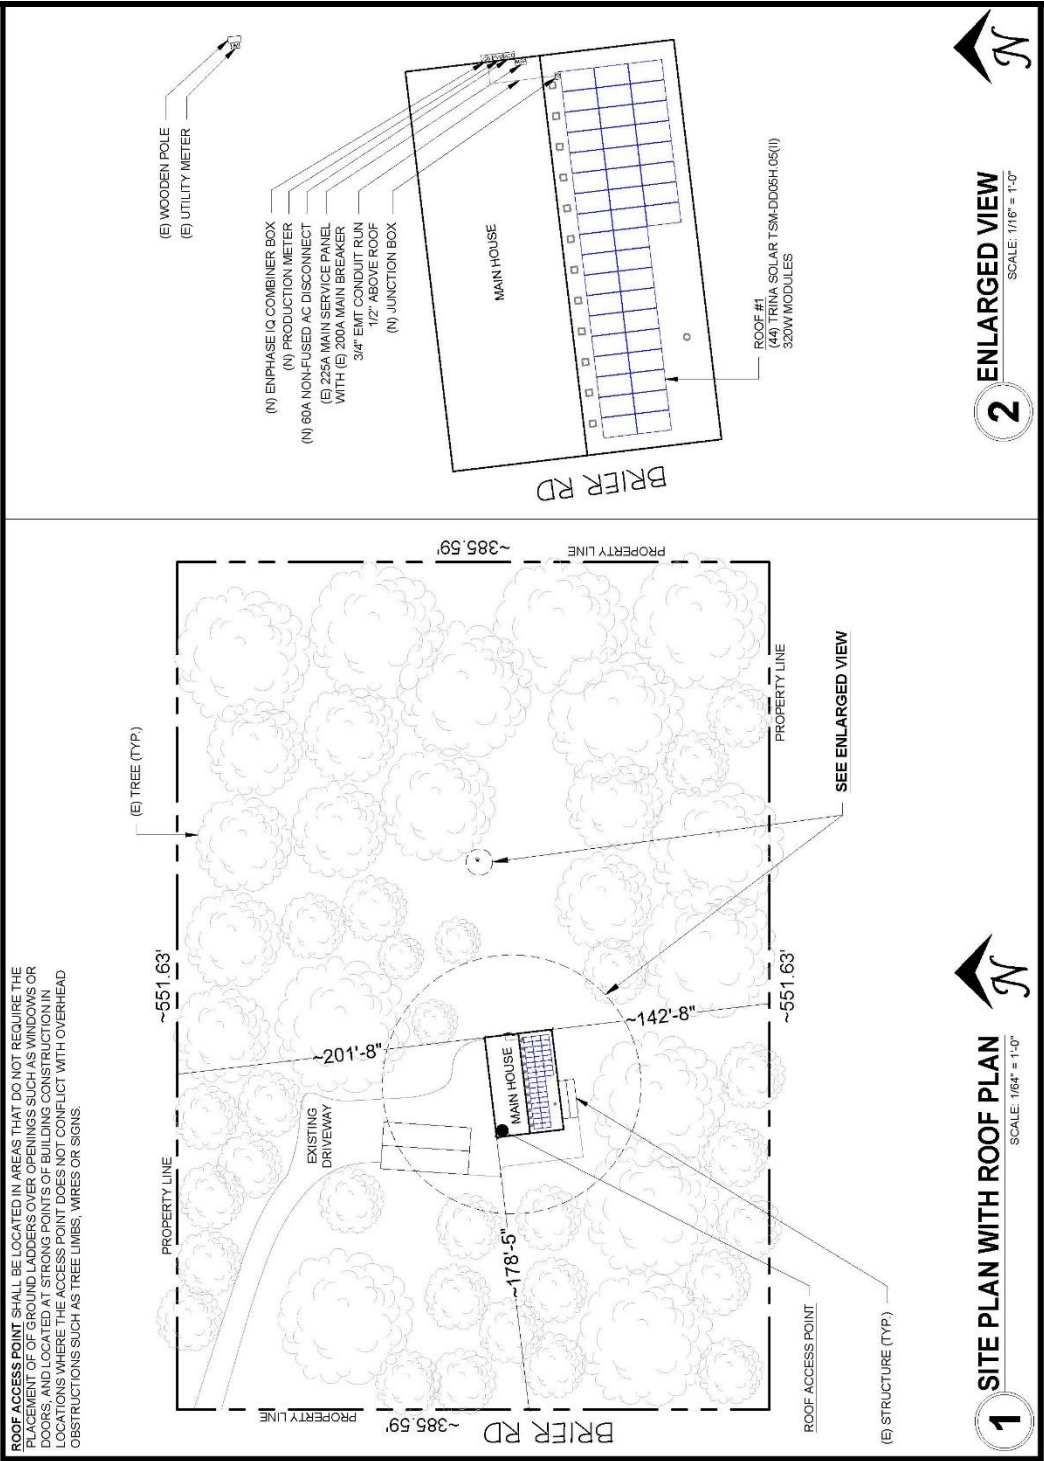 ROOF ACCESS POINT SHALL BE LOCATED IN AREAS THAT DO NOT REQUIRE THE
PLACEMENT OF OF GROUND LADDERS OVER OPENINGS SUCH AS WINDOWS OR
DOORS, AND LOCATED AT STRONG POINTS OF BUILDING CONSTRUCTION IN
LOCATIONS WHERE THE ACCESS POINT DOES NOT CONFLICT WITH OVERHEAD
OBSTRUCTIONS SUCH AS TREE LIMBS, WIRES OR SIGNS.
(E) TREE (TYP.)
PROPERTY LINE
~551.63'
~385.59'
PROPERTY LINE
EXISTING
DRIVEWAY
~201'-8"
MAIN HOUSE
~178'-5"
~142'-8"
PROPERTY LINE
~385.59'
BRIER RD
~551.63'
PROPERTY LINE
SEE ENLARGED VIEW
ROOF ACCESS POINT
(E) STRUCTURE (TYP.)
1
SITE PLAN WITH ROOF PLAN
SCALE: 1/64" = 1'-0"
N
(E) WOODEN POLE
(E) UTILITY METER
(N) ENPHASE IQ COMBINER BOX
(N) PRODUCTION METER
(N) 60A NON-FUSED AC DISCONNECT
(E) 225A MAIN SERVICE PANEL
WITH (E) 200A MAIN BREAKER
3/4" EMT CONDUIT RUN
1/2" ABOVE ROOF
(N) JUNCTION BOX
MAIN HOUSE
BRIER RD
ROOF #1
(44) TRINA SOLAR TSM-DD05H.05(II)
320W MODULES
2
ENLARGED VIEW
SCALE: 1/16" = 1'-0"
N